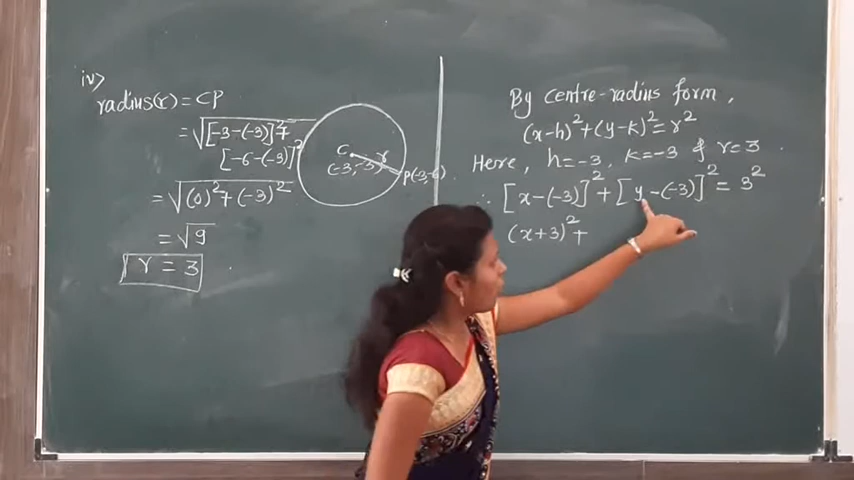 iv>
radius(r) = CP
= √[-3-(-3)]²+
[-6-(-3)]²
= √(0)²+(-3)²
= √9
r = 3
C
r
(-3,-3)
P(-3,-6)
By centre-radius form,
(x-h)²+(y-k)²=r²
Here, h=-3, k=-3 & r=3.
∴ [x-(-3)]²+[y-(-3)]² = 3²
(x+3)²+